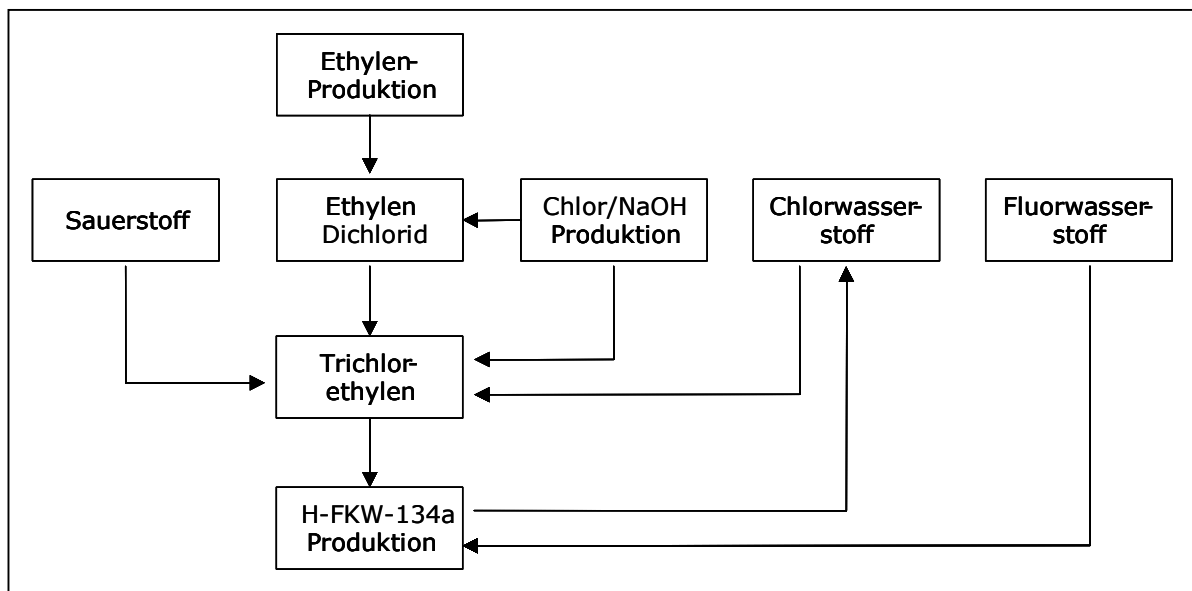 Ethylen-
Produktion
Sauerstoff
Ethylen
Dichlorid
Chlor/NaOH
Produktion
Chlorwasser-
stoff
Fluorwasser-
stoff
Trichlor-
ethylen
H-FKW-134a
Produktion